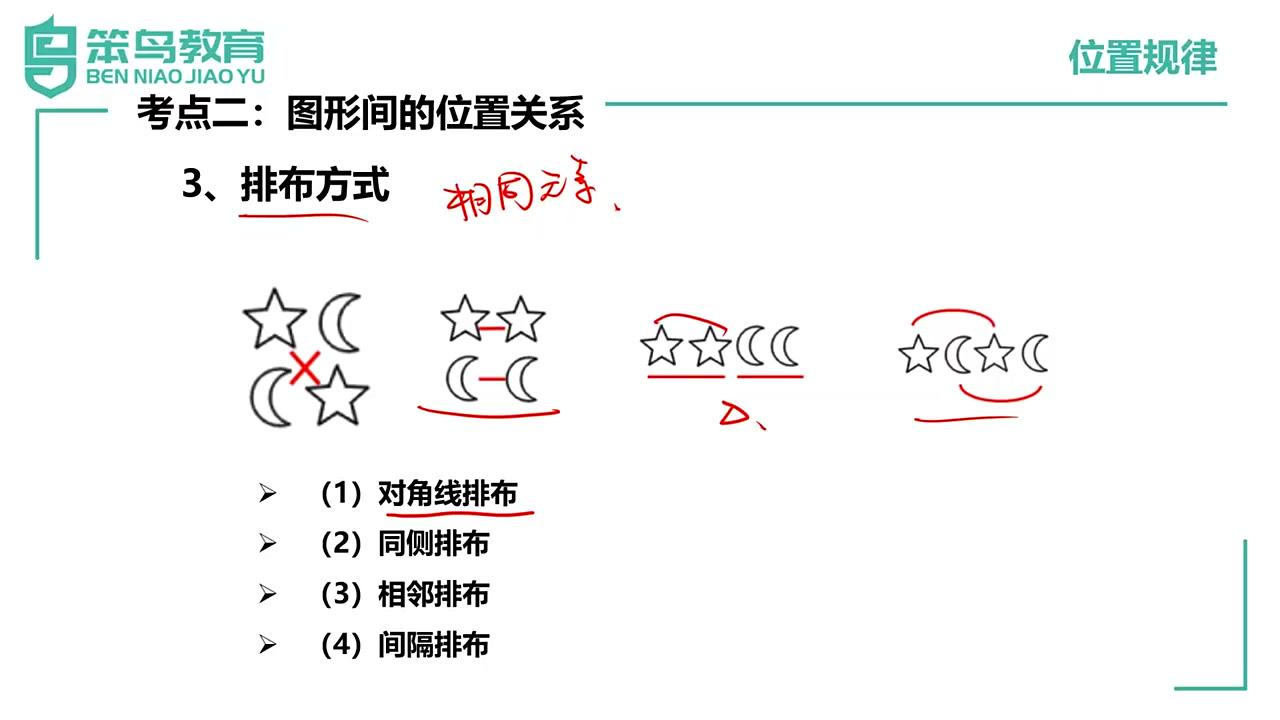 笨鸟教育
BEN NIAO JIAO YU
位置规律
考点二：图形间的位置关系
3、排布方式
相同元素、
➢ （1）对角线排布
➢ （2）同侧排布
➢ （3）相邻排布
➢ （4）间隔排布